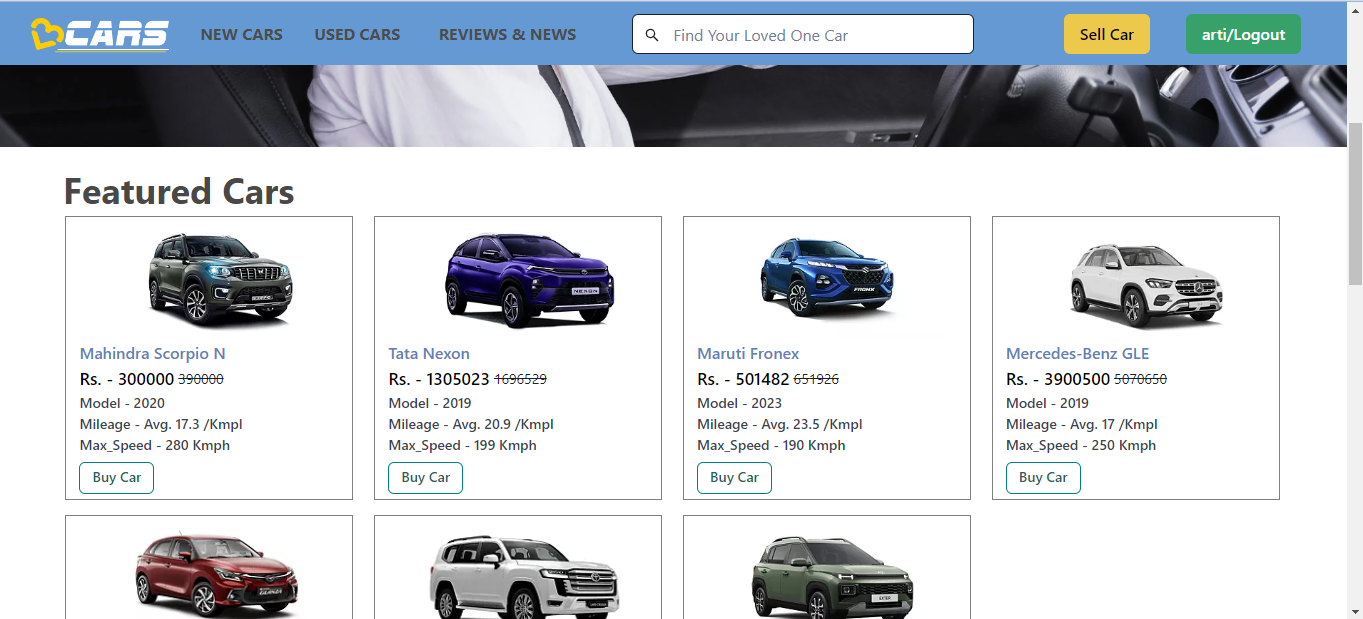 CARS NEW CARS USED CARS REVIEWS & NEWS Find Your Loved One Car Sell Car arti/Logout
Featured Cars
NEXON FRONX
Mahindra Scorpio N Tata Nexon Maruti Fronex Mercedes-Benz GLE
Rs. - 300000 390000 Rs. - 1305023 1696529 Rs. - 501482 651926 Rs. - 3900500 5070650
Model - 2020 Model - 2019 Model - 2023 Model - 2019
Mileage - Avg. 17.3 /Kmpl Mileage - Avg. 20.9 /Kmpl Mileage - Avg. 23.5 /Kmpl Mileage - Avg. 17 /Kmpl
Max_Speed - 280 Kmph Max_Speed - 199 Kmph Max_Speed - 190 Kmph Max_Speed - 250 Kmph
Buy Car Buy Car Buy Car Buy Car
GLANZA EXTER